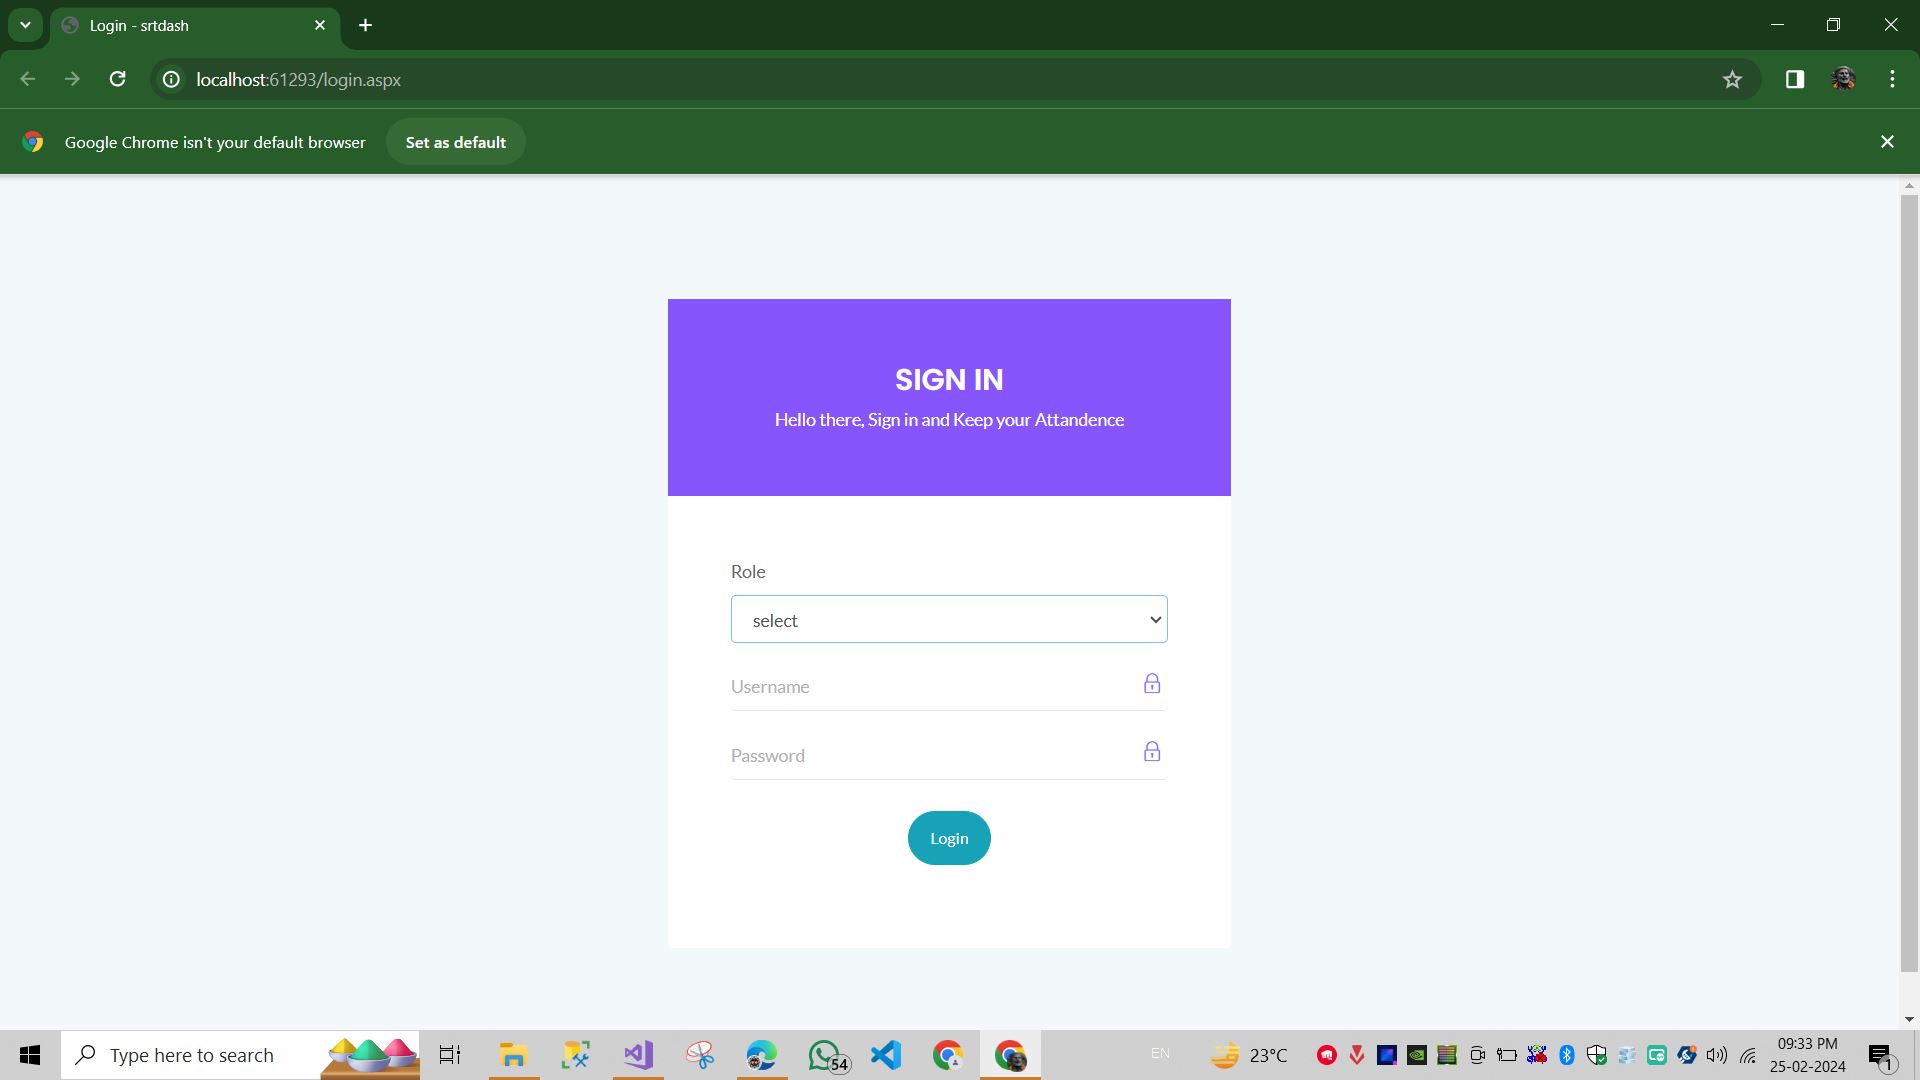 Login - srtdash
localhost:61293/login.aspx
Google Chrome isn't your default browser
Set as default
SIGN IN
Hello there, Sign in and Keep your Attandence
Role
select
Username
Password
Login
Type here to search
54
EN
23°C
09:33 PM
25-02-2024
1